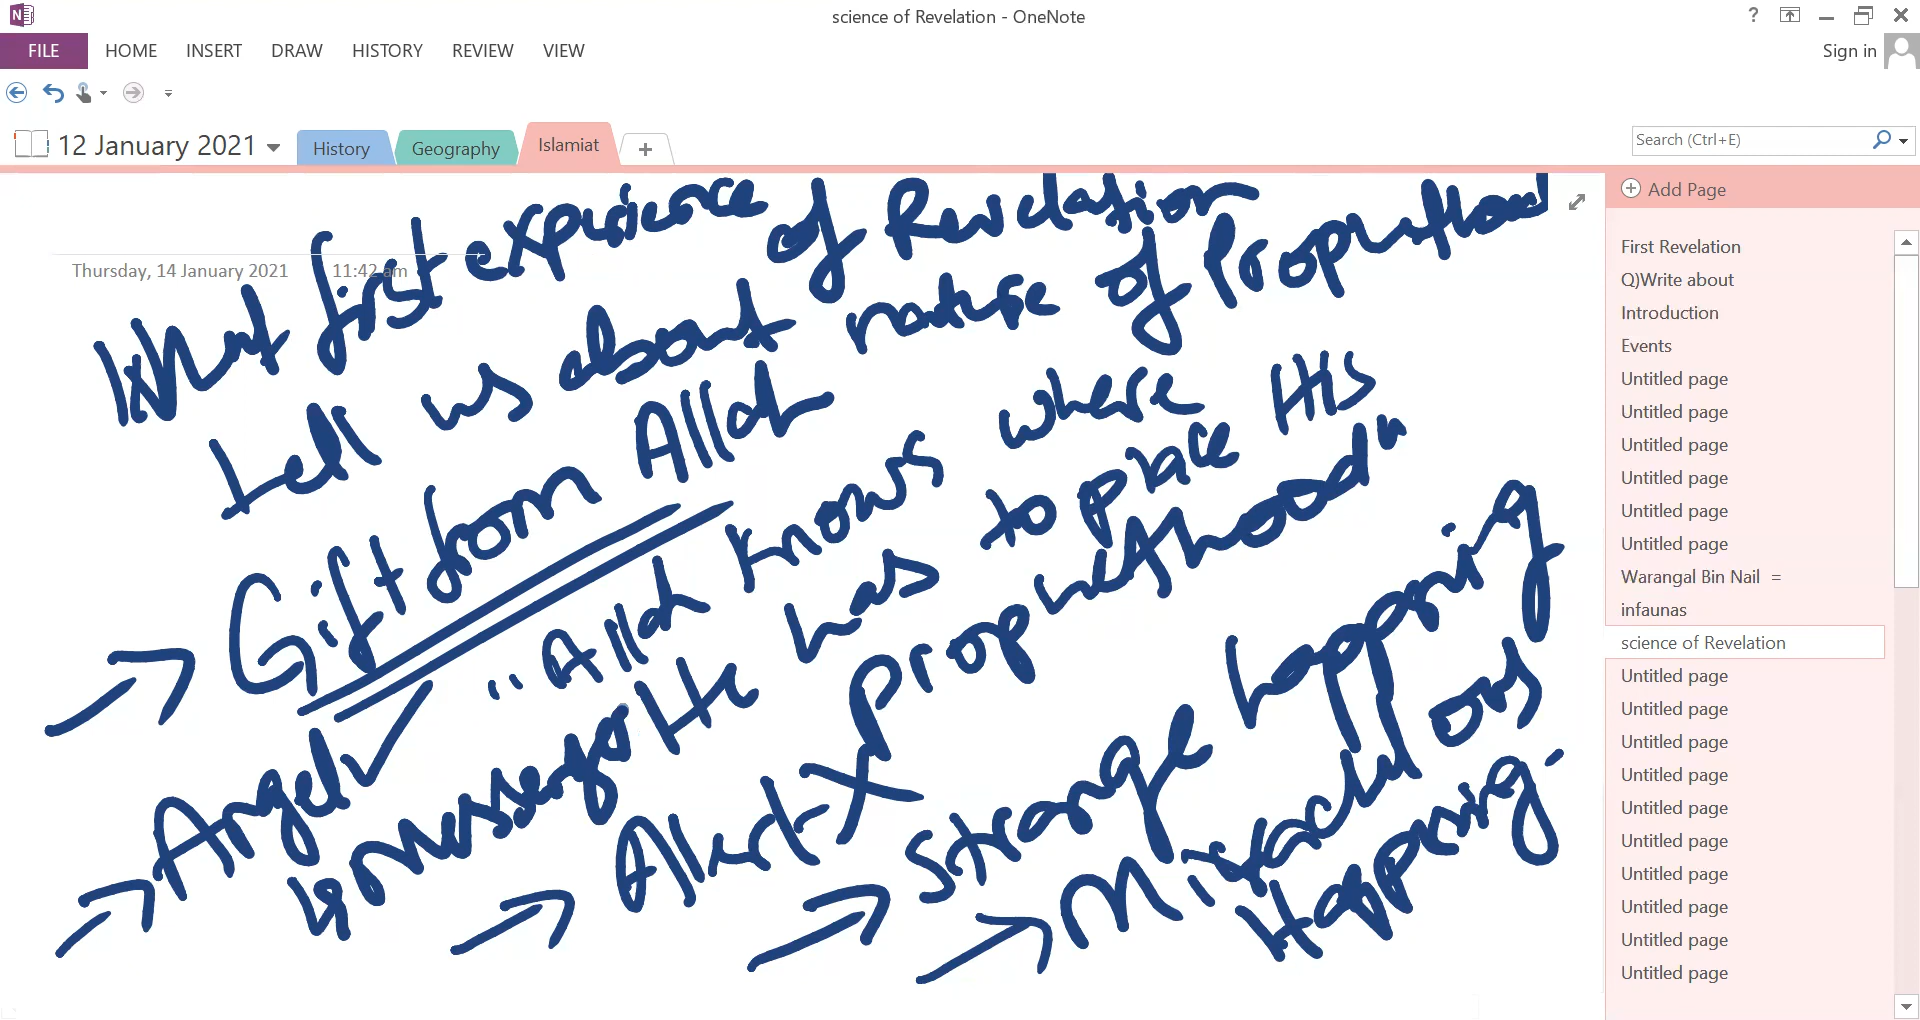 science of Revelation - OneNote
?
FILE HOME INSERT DRAW HISTORY REVIEW VIEW
Sign in
12 January 2021 History Geography Islamiat +
Search (Ctrl+E)
Add Page
Thursday, 14 January 2021 11:42 am
What first experience of Revelation
tell us about nature of Prophethood
→ Gift from Allah
"Allah knows where
He has to place His
Prophethood"
→ Angel
→ Alert
→ Strange happening
→ Miraculous
Happening.
First Revelation
Q)Write about
Introduction
Events
Untitled page
Untitled page
Untitled page
Untitled page
Untitled page
Untitled page
Warangal Bin Nail =
infaunas
science of Revelation
Untitled page
Untitled page
Untitled page
Untitled page
Untitled page
Untitled page
Untitled page
Untitled page
Untitled page
Untitled page